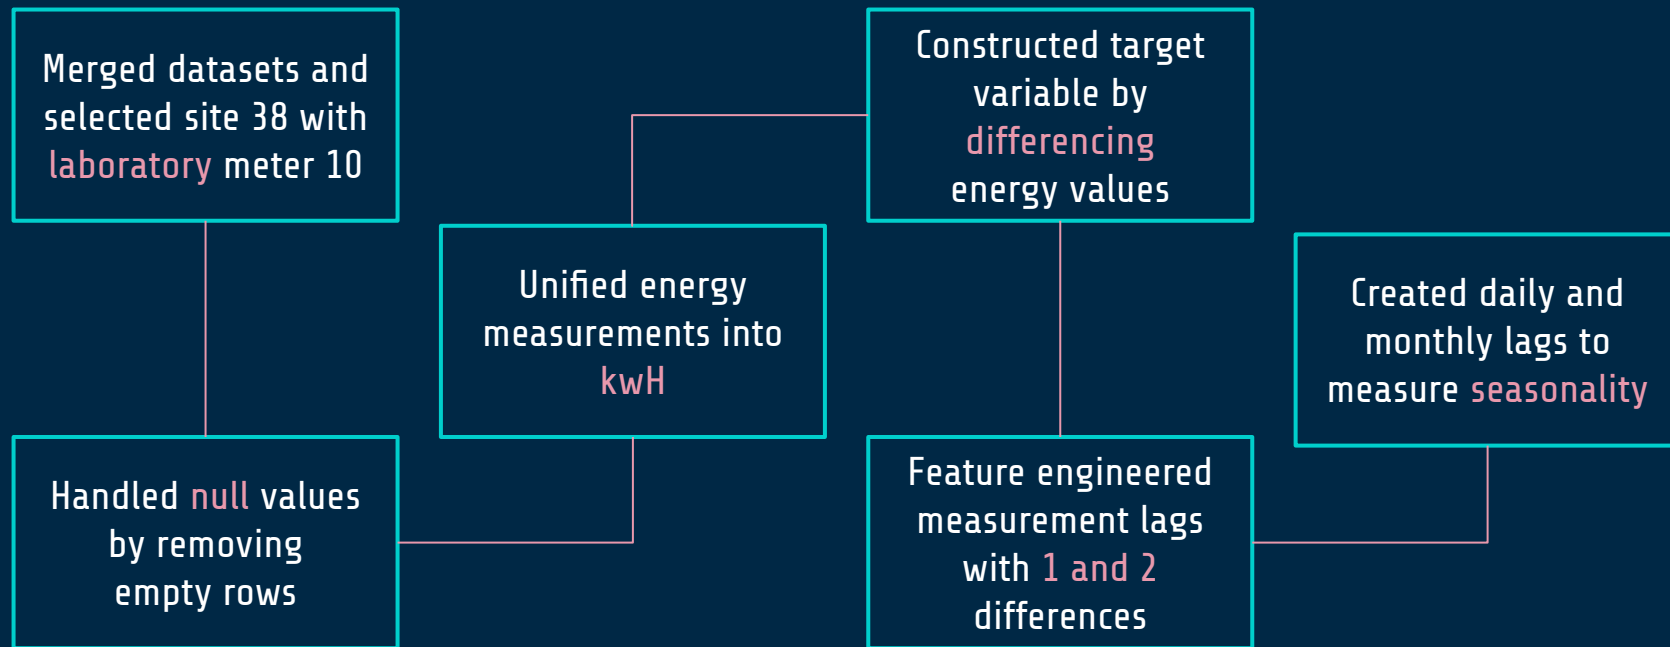 Merged datasets and
selected site 38 with
laboratory meter 10
Handled null values
by removing
empty rows
Unified energy
measurements into
kwH
Constructed target
variable by
differencing
energy values
Feature engineered
measurement lags
with 1 and 2
differences
Created daily and
monthly lags to
measure seasonality